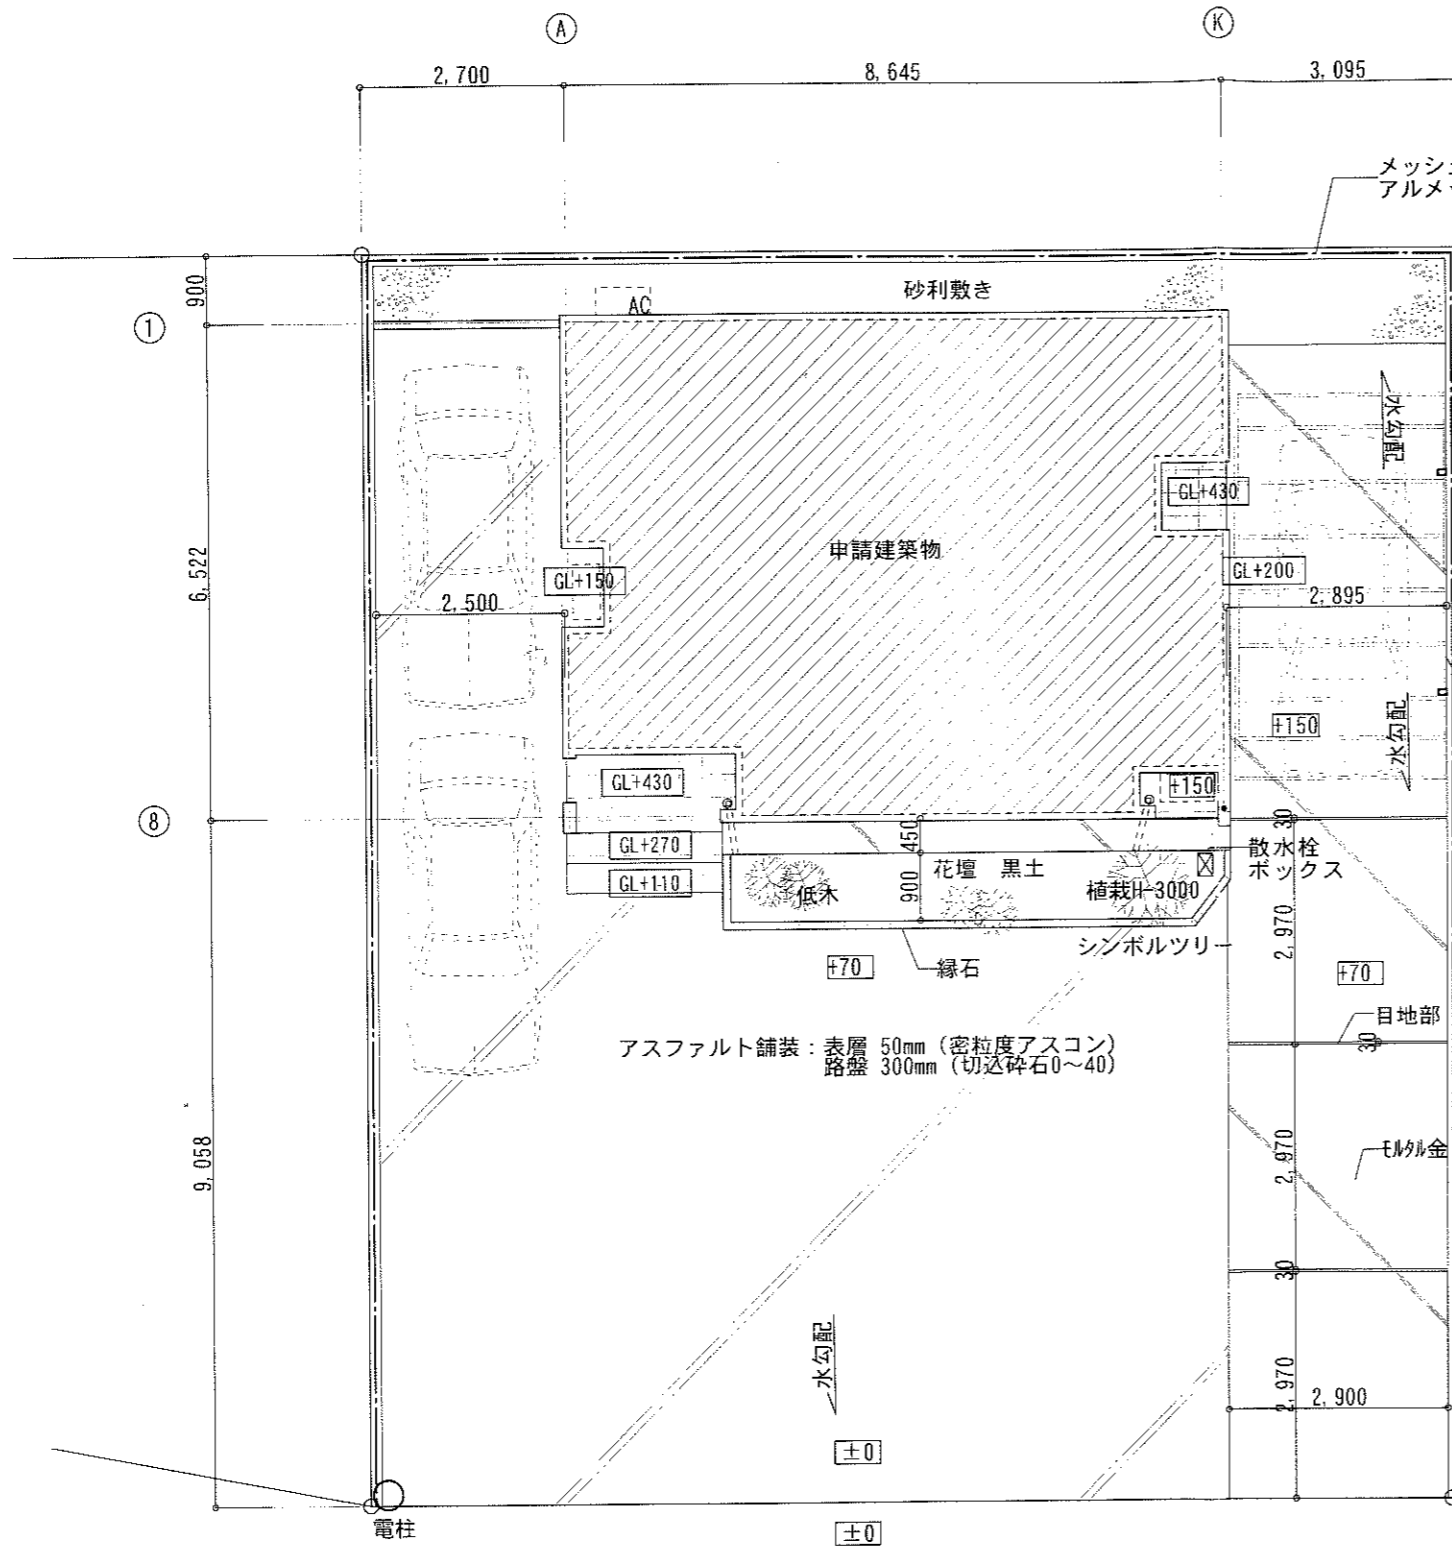 A
K
2,700
8,645
3,095
メッシュ
アルメッ
900
砂利敷き
AC
1
水勾配
GL+430
申請建築物
6,522
GL+150
GL+200
2,500
2,895
+150
水勾配
GL+430
+150
8
30
450
GL+270
散水栓
ボックス
花壇 黒土
GL+110
900
低木
植栽H=3000
2,970
シンボルツリー
+70
縁石
+70
目地部
30
アスファルト舗装：表層 50mm（密粒度アスコン）
路盤 300mm（切込砕石0～40）
9,058
2,970
ﾓﾙﾀﾙ金
30
水勾配
2,970
2,900
±0
電柱
±0